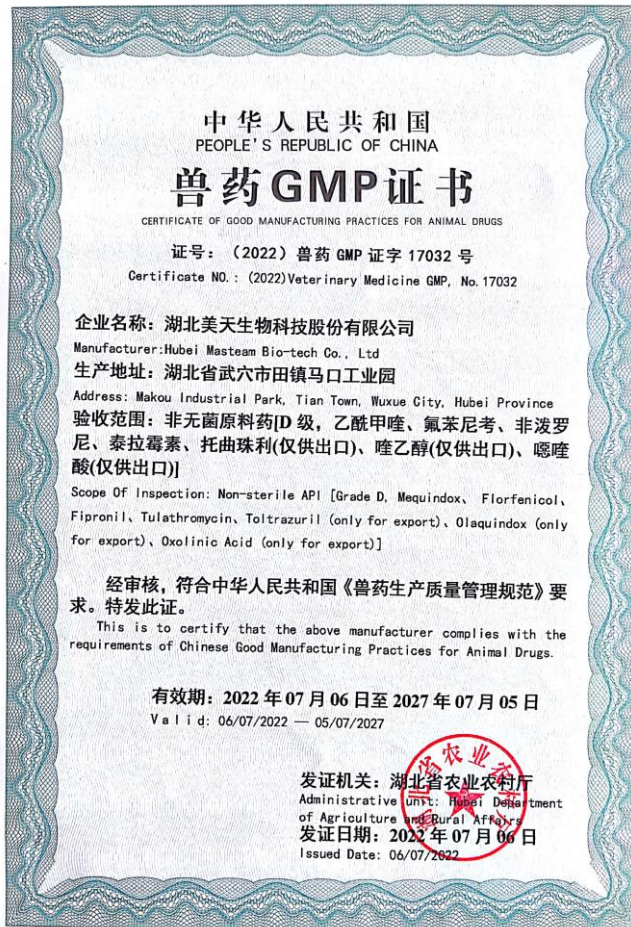 中华人民共和国
PEOPLE'S REPUBLIC OF CHINA
兽药GMP证书
CERTIFICATE OF GOOD MANUFACTURING PRACTICES FOR ANIMAL DRUGS
证号：（2022）兽药 GMP 证字 17032 号
Certificate NO.: (2022)Veterinary Medicine GMP, No.17032
企业名称：湖北美天生物科技股份有限公司
Manufacturer:Hubei Masteam Bio-tech Co., Ltd
生产地址：湖北省武穴市田镇马口工业园
Address: Makou Industrial Park, Tian Town, Wuxue City, Hubei Province
验收范围：非无菌原料药[D 级，乙酰甲喹、氟苯尼考、非泼罗
尼、泰拉霉素、托曲珠利(仅供出口)、喹乙醇(仅供出口)、噁喹
酸(仅供出口)]
Scope Of Inspection: Non-sterile API [Grade D, Mequindox、 Florfenicol、
Fipronil、Tulathromycin、Toltrazuril (only for export)、Olaquindox (only
for export)、Oxolinic Acid (only for export)]
经审核，符合中华人民共和国《兽药生产质量管理规范》要
求。特发此证。
This is to certify that the above manufacturer complies with the
requirements of Chinese Good Manufacturing Practices for Animal Drugs.
有效期：2022 年 07 月 06 日至 2027 年 07 月 05 日
Valid: 06/07/2022 — 05/07/2027
发证机关：湖北省农业农村厅
Administrative unit: Hubei Department
of Agriculture and Rural Affairs
发证日期：2022 年 07 月 06 日
Issued Date: 06/07/2022
湖北省农业农村厅